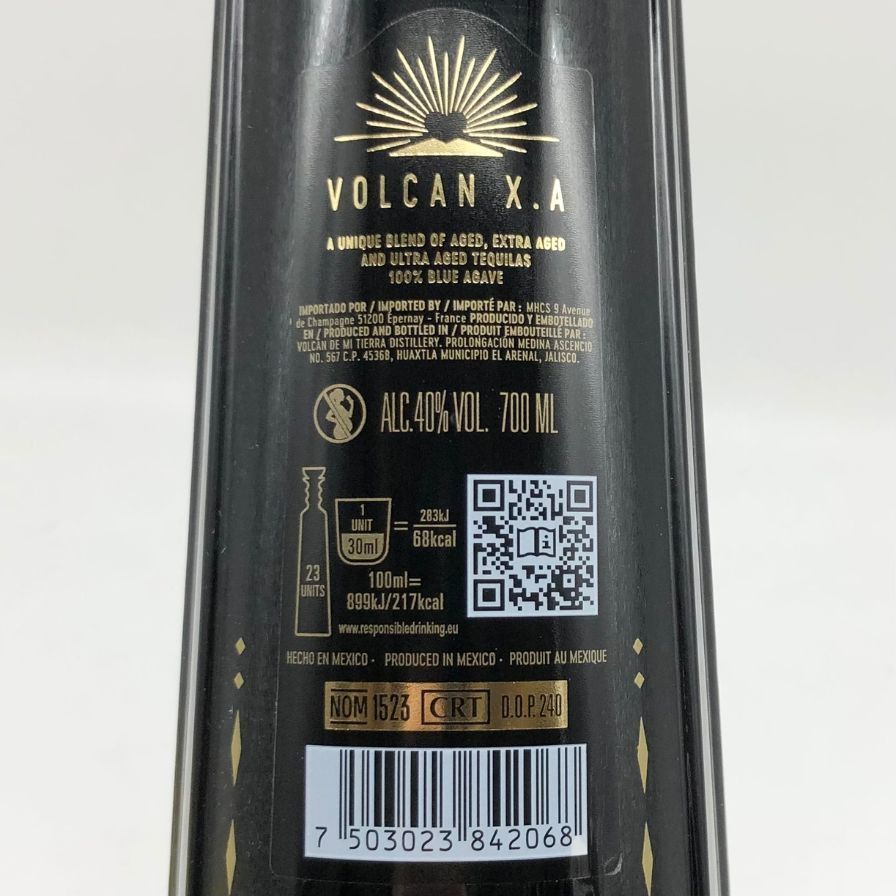 VOLCAN X.A
A UNIQUE BLEND OF AGED, EXTRA AGED
AND ULTRA AGED TEQUILAS
100% BLUE AGAVE
IMPORTADO POR / IMPORTED BY / IMPORTÉ PAR : MHCS 9 Avenue
de Champagne 51200 Épernay - France PRODUCIDO Y EMBOTELLADO
EN / PRODUCED AND BOTTLED IN / PRODUIT EMBOUTEILLÉ PAR :
VOLCÁN DE MI TIERRA DISTILLERY. PROLONGACIÓN MEDINA ASCENCIO
NO. 567 C.P. 45368, HUAXTLA MUNICIPIO EL ARENAL, JALISCO.
ALC.40% VOL. 700 ML
1
UNIT
30ml
=
283kJ
68kcal
23
UNITS
100ml=
899kJ/217kcal
www.responsibledrinking.eu
HECHO EN MEXICO · PRODUCED IN MEXICO · PRODUIT AU MEXIQUE
NOM 1523 CRT D.O.P. 240
7 503023 842068